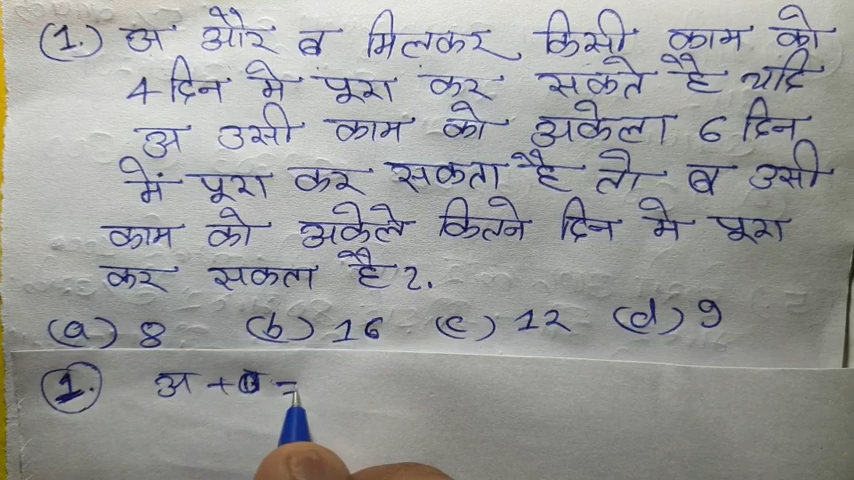 (1.) अ और ब मिलकर किसी काम को
4 दिन मे पूरा कर सकते है यदि
अ उसी काम को अकेला 6 दिन
में पूरा कर सकता है तो ब उसी
काम को अकेले कितने दिन मे पूरा
कर सकता है?.
(a) 8 (b) 16 (c) 12 (d) 9
1. अ + ब =